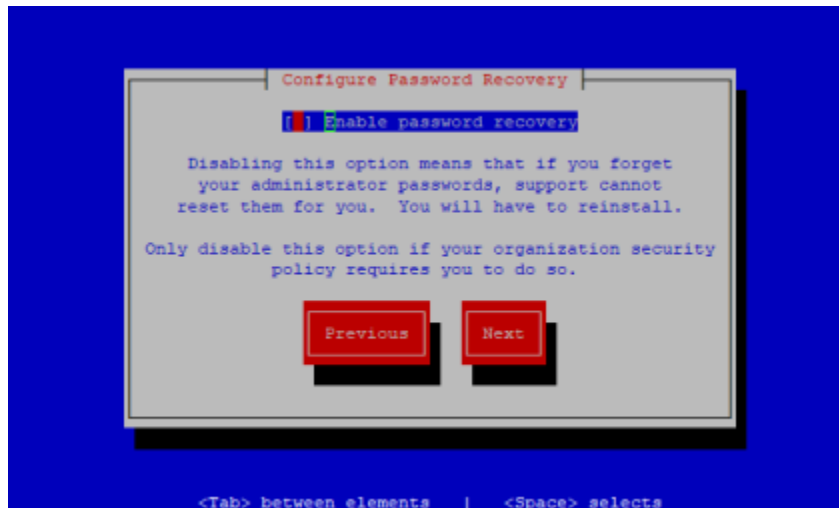 Configure Password Recovery
[ ] Enable password recovery
Disabling this option means that if you forget
your administrator passwords, support cannot
reset them for you. You will have to reinstall.
Only disable this option if your organization security
policy requires you to do so.
Previous Next
<Tab> between elements | <Space> selects